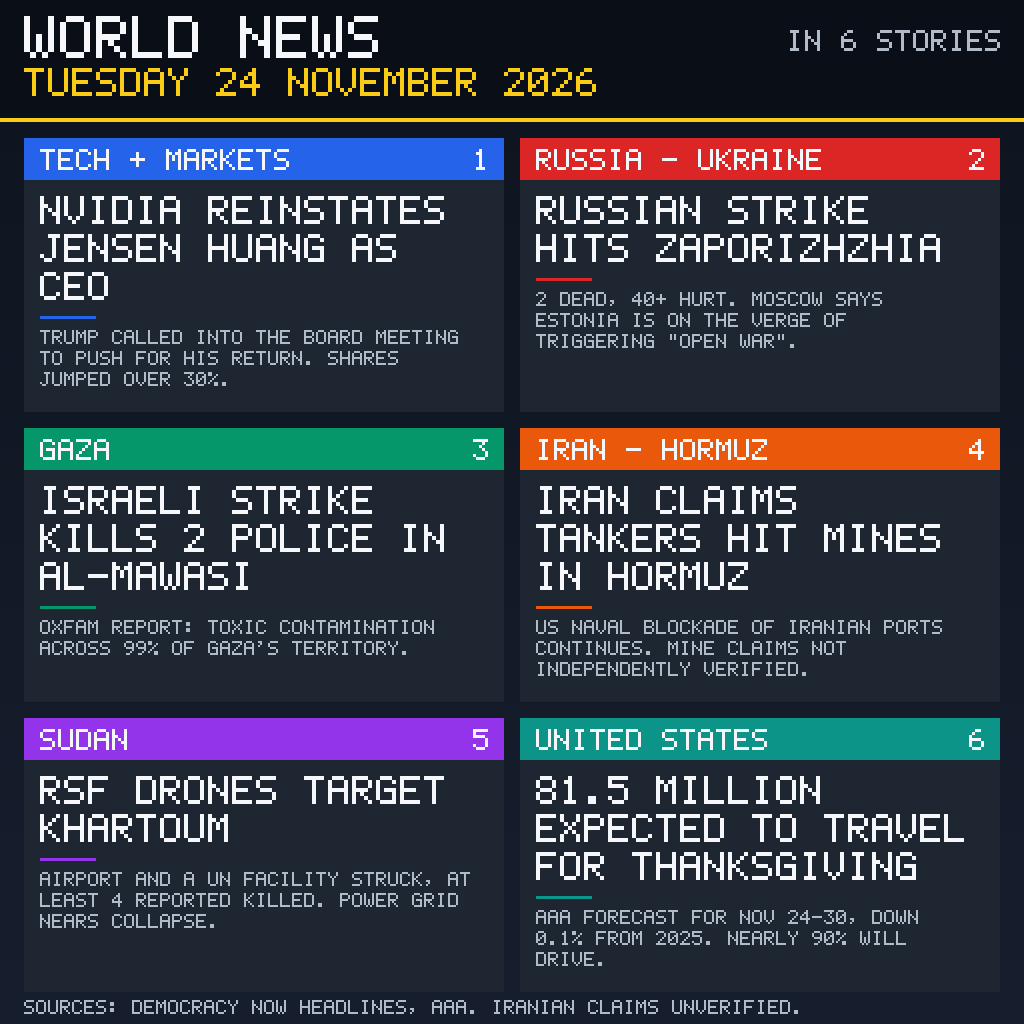 WORLD NEWS
IN 6 STORIES
TUESDAY 24 NOVEMBER 2026
TECH + MARKETS 1
NVIDIA REINSTATES
JENSEN HUANG AS
CEO
TRUMP CALLED INTO THE BOARD MEETING
TO PUSH FOR HIS RETURN. SHARES
JUMPED OVER 30%.
RUSSIA - UKRAINE 2
RUSSIAN STRIKE
HITS ZAPORIZHZHIA
2 DEAD, 40+ HURT. MOSCOW SAYS
ESTONIA IS ON THE VERGE OF
TRIGGERING "OPEN WAR".
GAZA 3
ISRAELI STRIKE
KILLS 2 POLICE IN
AL-MAWASI
OXFAM REPORT: TOXIC CONTAMINATION
ACROSS 99% OF GAZA'S TERRITORY.
IRAN - HORMUZ 4
IRAN CLAIMS
TANKERS HIT MINES
IN HORMUZ
US NAVAL BLOCKADE OF IRANIAN PORTS
CONTINUES. MINE CLAIMS NOT
INDEPENDENTLY VERIFIED.
SUDAN 5
RSF DRONES TARGET
KHARTOUM
AIRPORT AND A UN FACILITY STRUCK, AT
LEAST 4 REPORTED KILLED. POWER GRID
NEARS COLLAPSE.
UNITED STATES 6
81.5 MILLION
EXPECTED TO TRAVEL
FOR THANKSGIVING
AAA FORECAST FOR NOV 24-30, DOWN
0.1% FROM 2025. NEARLY 90% WILL
DRIVE.
SOURCES: DEMOCRACY NOW HEADLINES, AAA. IRANIAN CLAIMS UNVERIFIED.